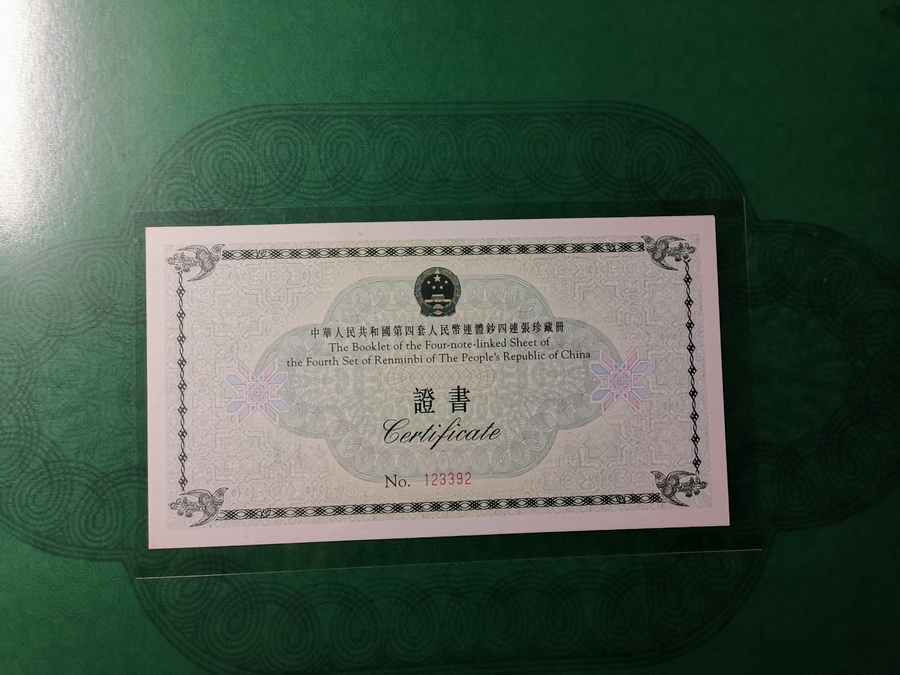 中華人民共和國第四套人民幣連體鈔四連張珍藏冊
The Booklet of the Four-note-linked Sheet of
the Fourth Set of Renminbi of The People's Republic of China
證書
Certificate
No. 123392